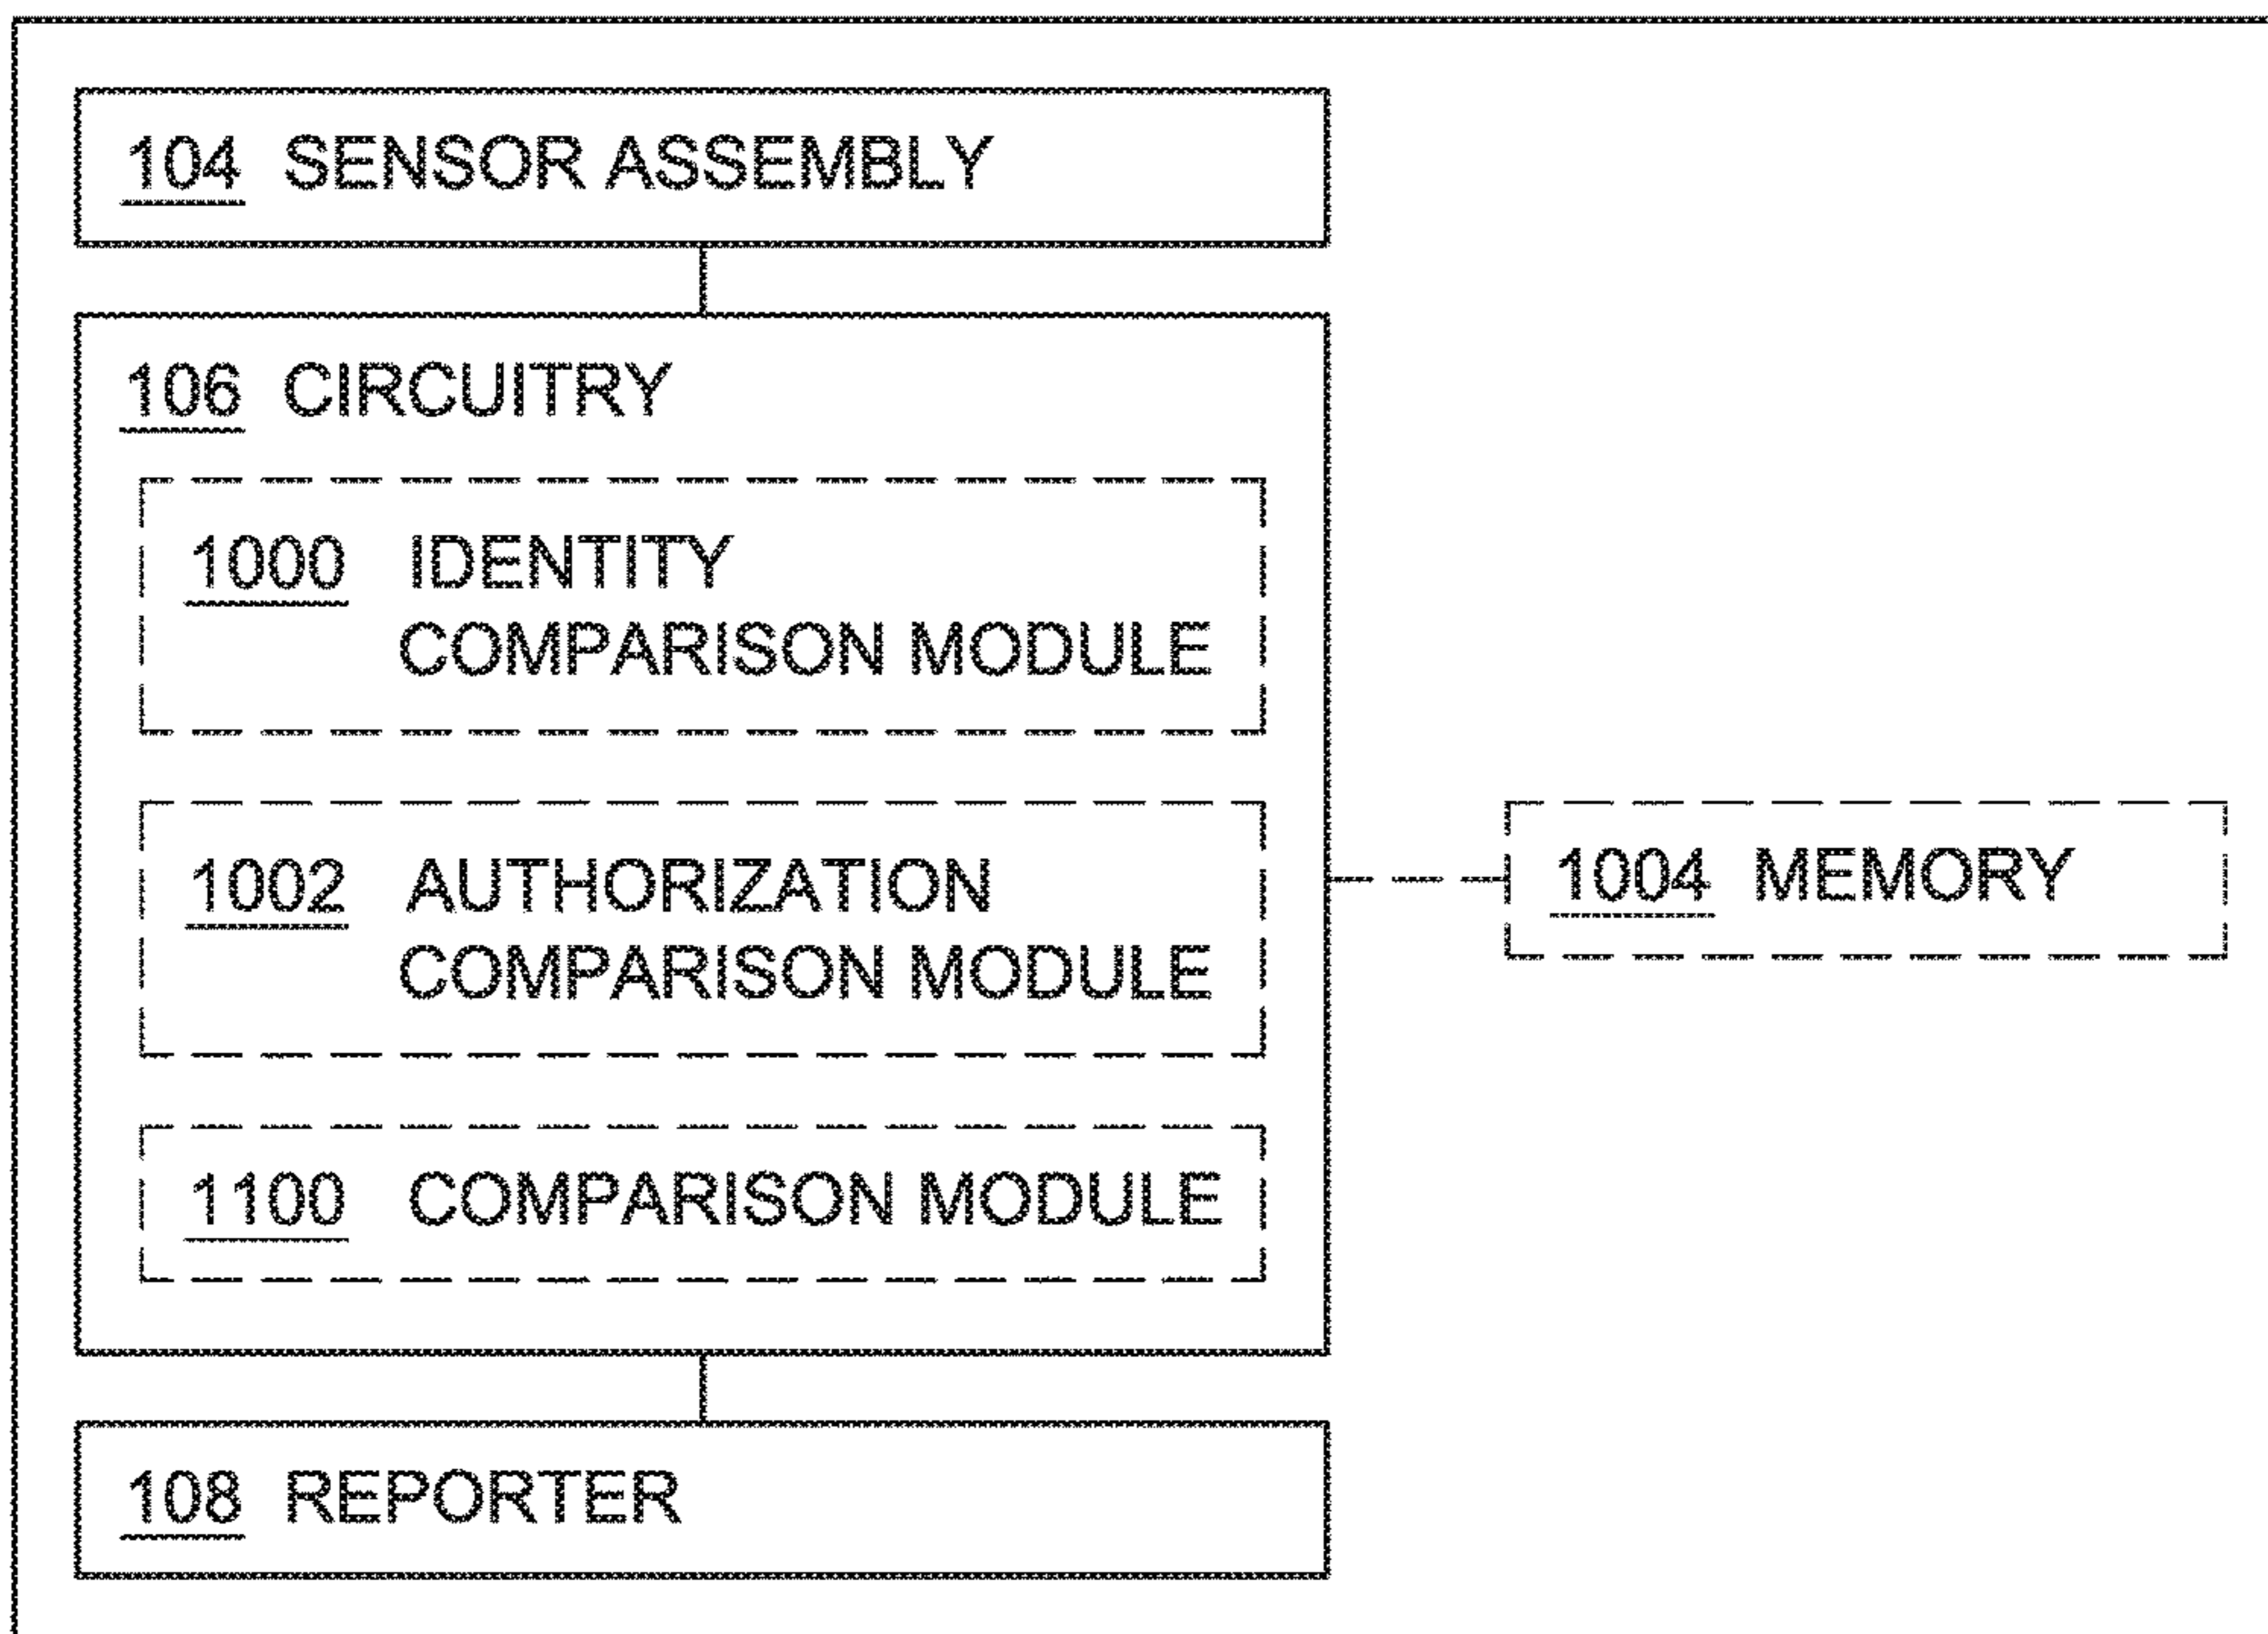 104 SENSOR ASSEMBLY
106 CIRCUITRY
1000 IDENTITY
COMPARISON MODULE
1002 AUTHORIZATION
COMPARISON MODULE
1004 MEMORY
1100 COMPARISON MODULE
108 REPORTER